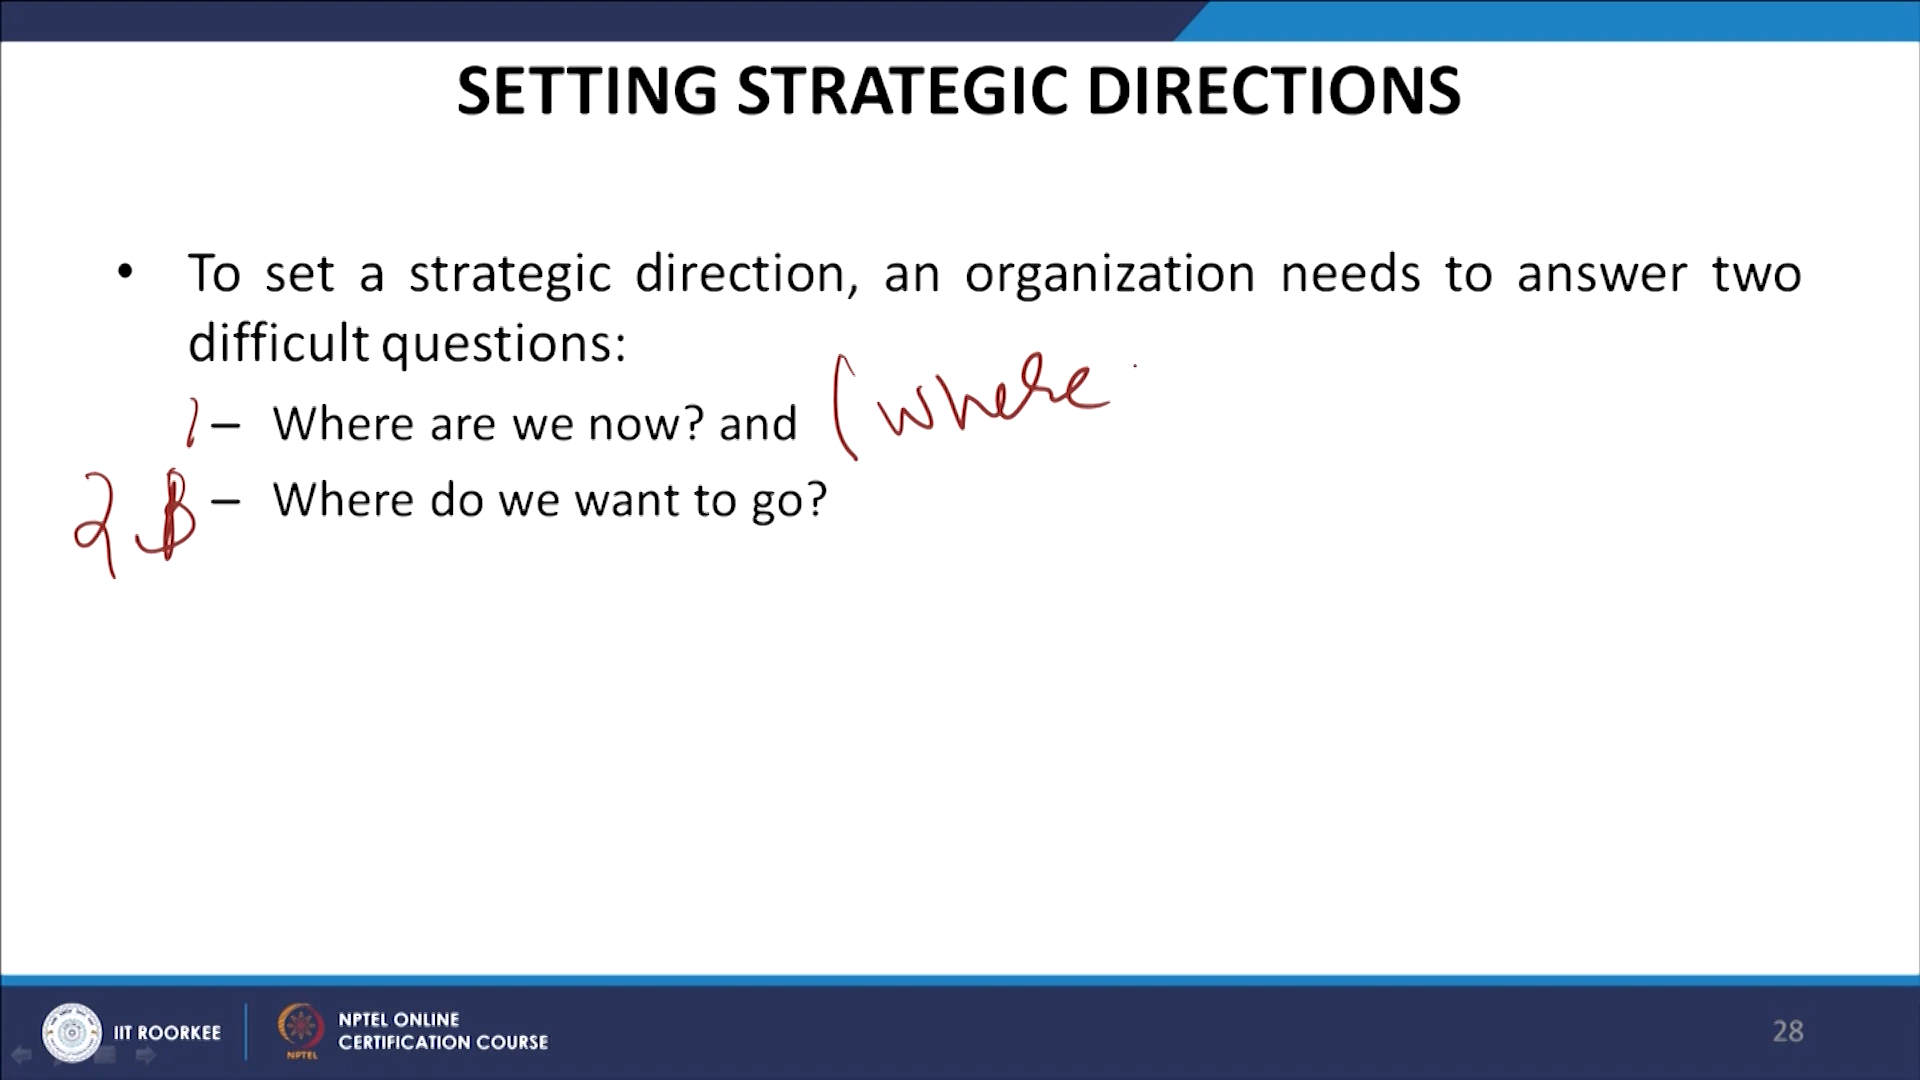 SETTING STRATEGIC DIRECTIONS
• To set a strategic direction, an organization needs to answer two
difficult questions:
1 – Where are we now? and (where
2. – Where do we want to go?
IIT ROORKEE
NPTEL
NPTEL ONLINE
CERTIFICATION COURSE
28